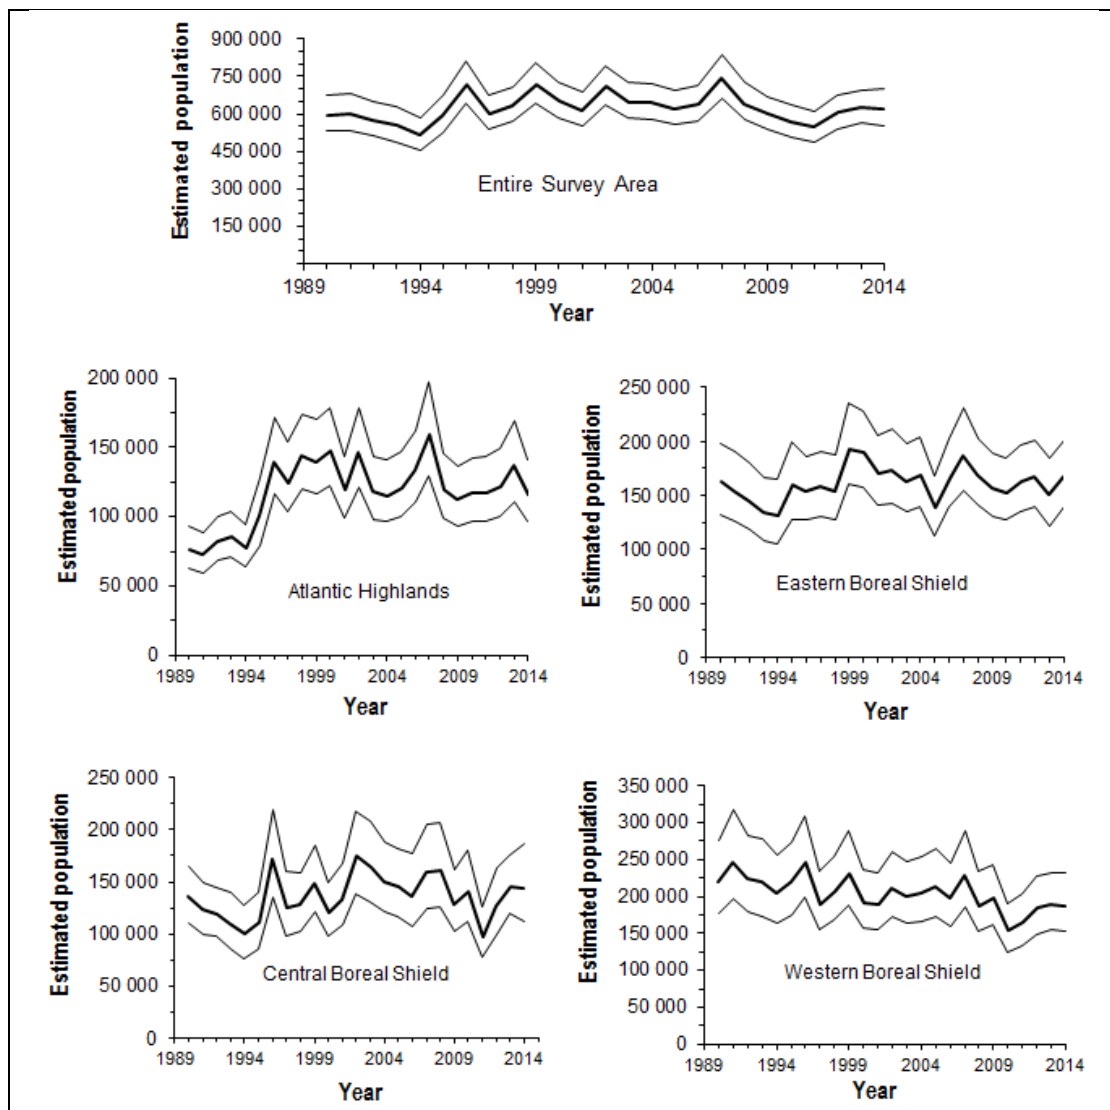 900 000
750 000
600 000
450 000
300 000
150 000
Estimated population
Entire Survey Area
1989 1994 1999 2004 2009 2014
Year
200 000
150 000
100 000
50 000
0
Estimated population
Atlantic Highlands
1989 1994 1999 2004 2009 2014
Year
250 000
200 000
150 000
100 000
50 000
0
Estimated population
Eastern Boreal Shield
1989 1994 1999 2004 2009 2014
Year
250 000
200 000
150 000
100 000
50 000
0
Estimated population
Central Boreal Shield
1989 1994 1999 2004 2009 2014
Year
350 000
300 000
250 000
200 000
150 000
100 000
50 000
0
Estimated population
Western Boreal Shield
1989 1994 1999 2004 2009 2014
Year